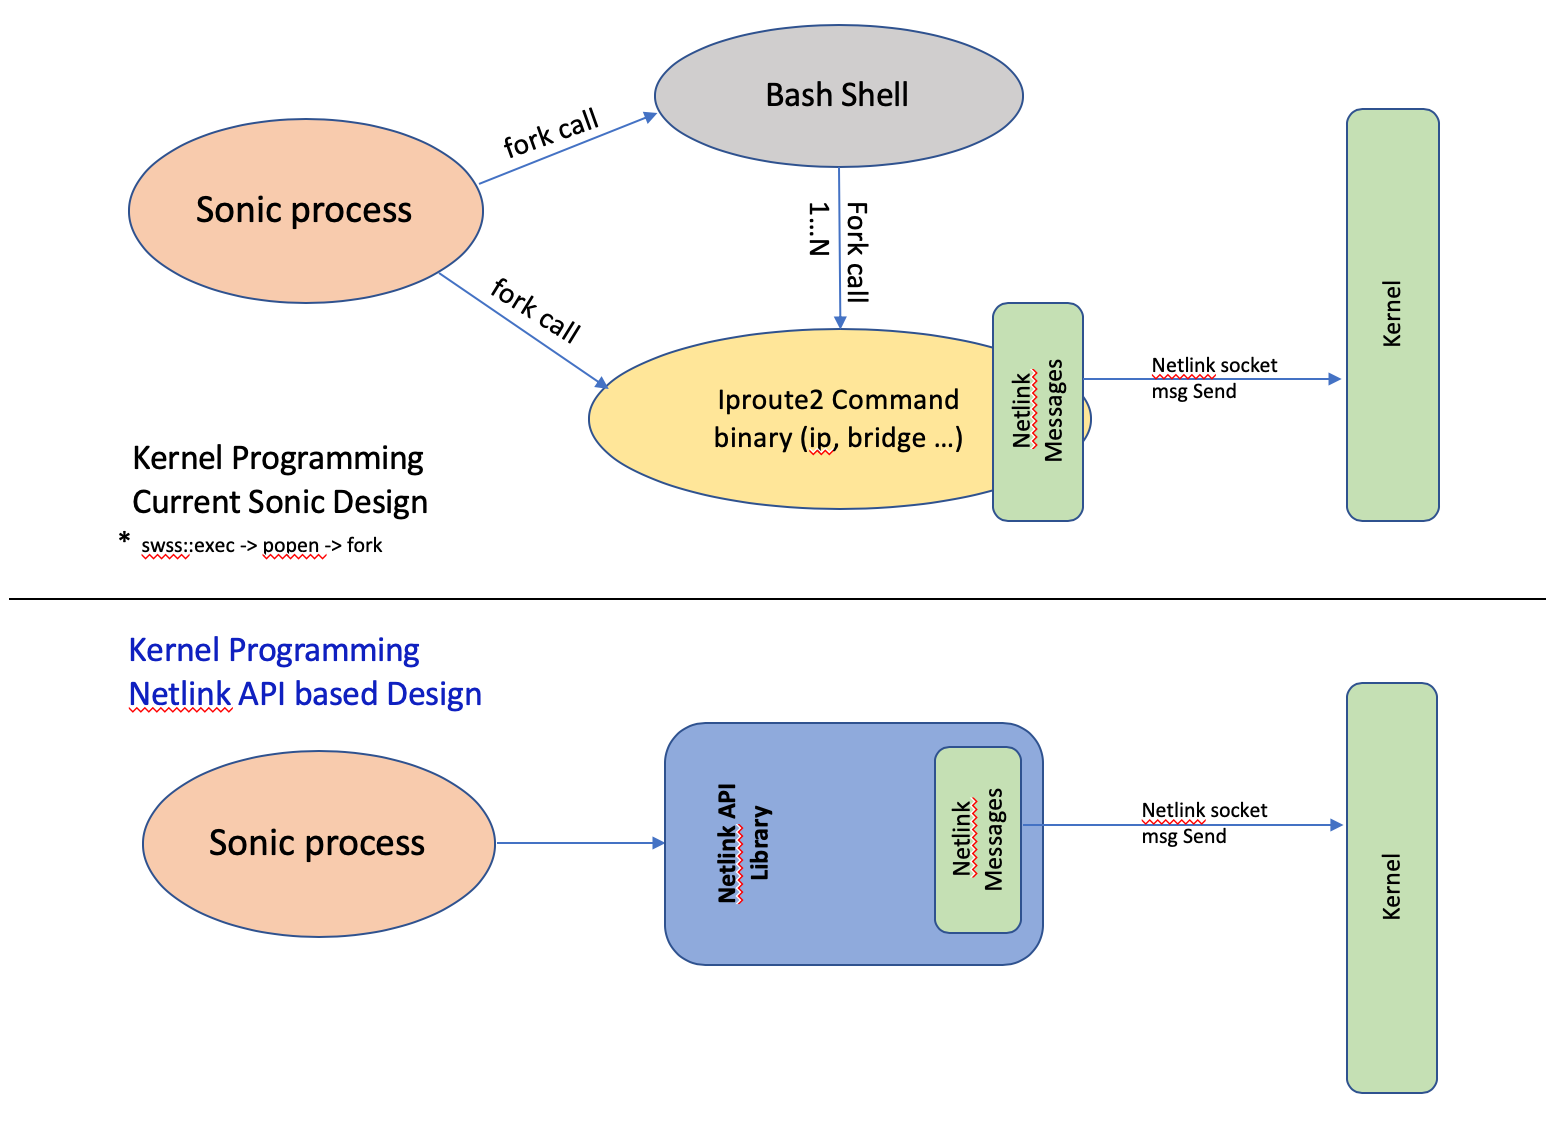 Bash Shell
fork call
Sonic process
Fork call
1...N
fork call
Kernel
Netlink
Messages
Netlink socket
msg Send
Iproute2 Command
binary (ip, bridge ...)
Kernel Programming
Current Sonic Design
* swss::exec -> popen -> fork
Kernel Programming
Netlink API based Design
Sonic process
Netlink API
Library
Netlink
Messages
Netlink socket
msg Send
Kernel